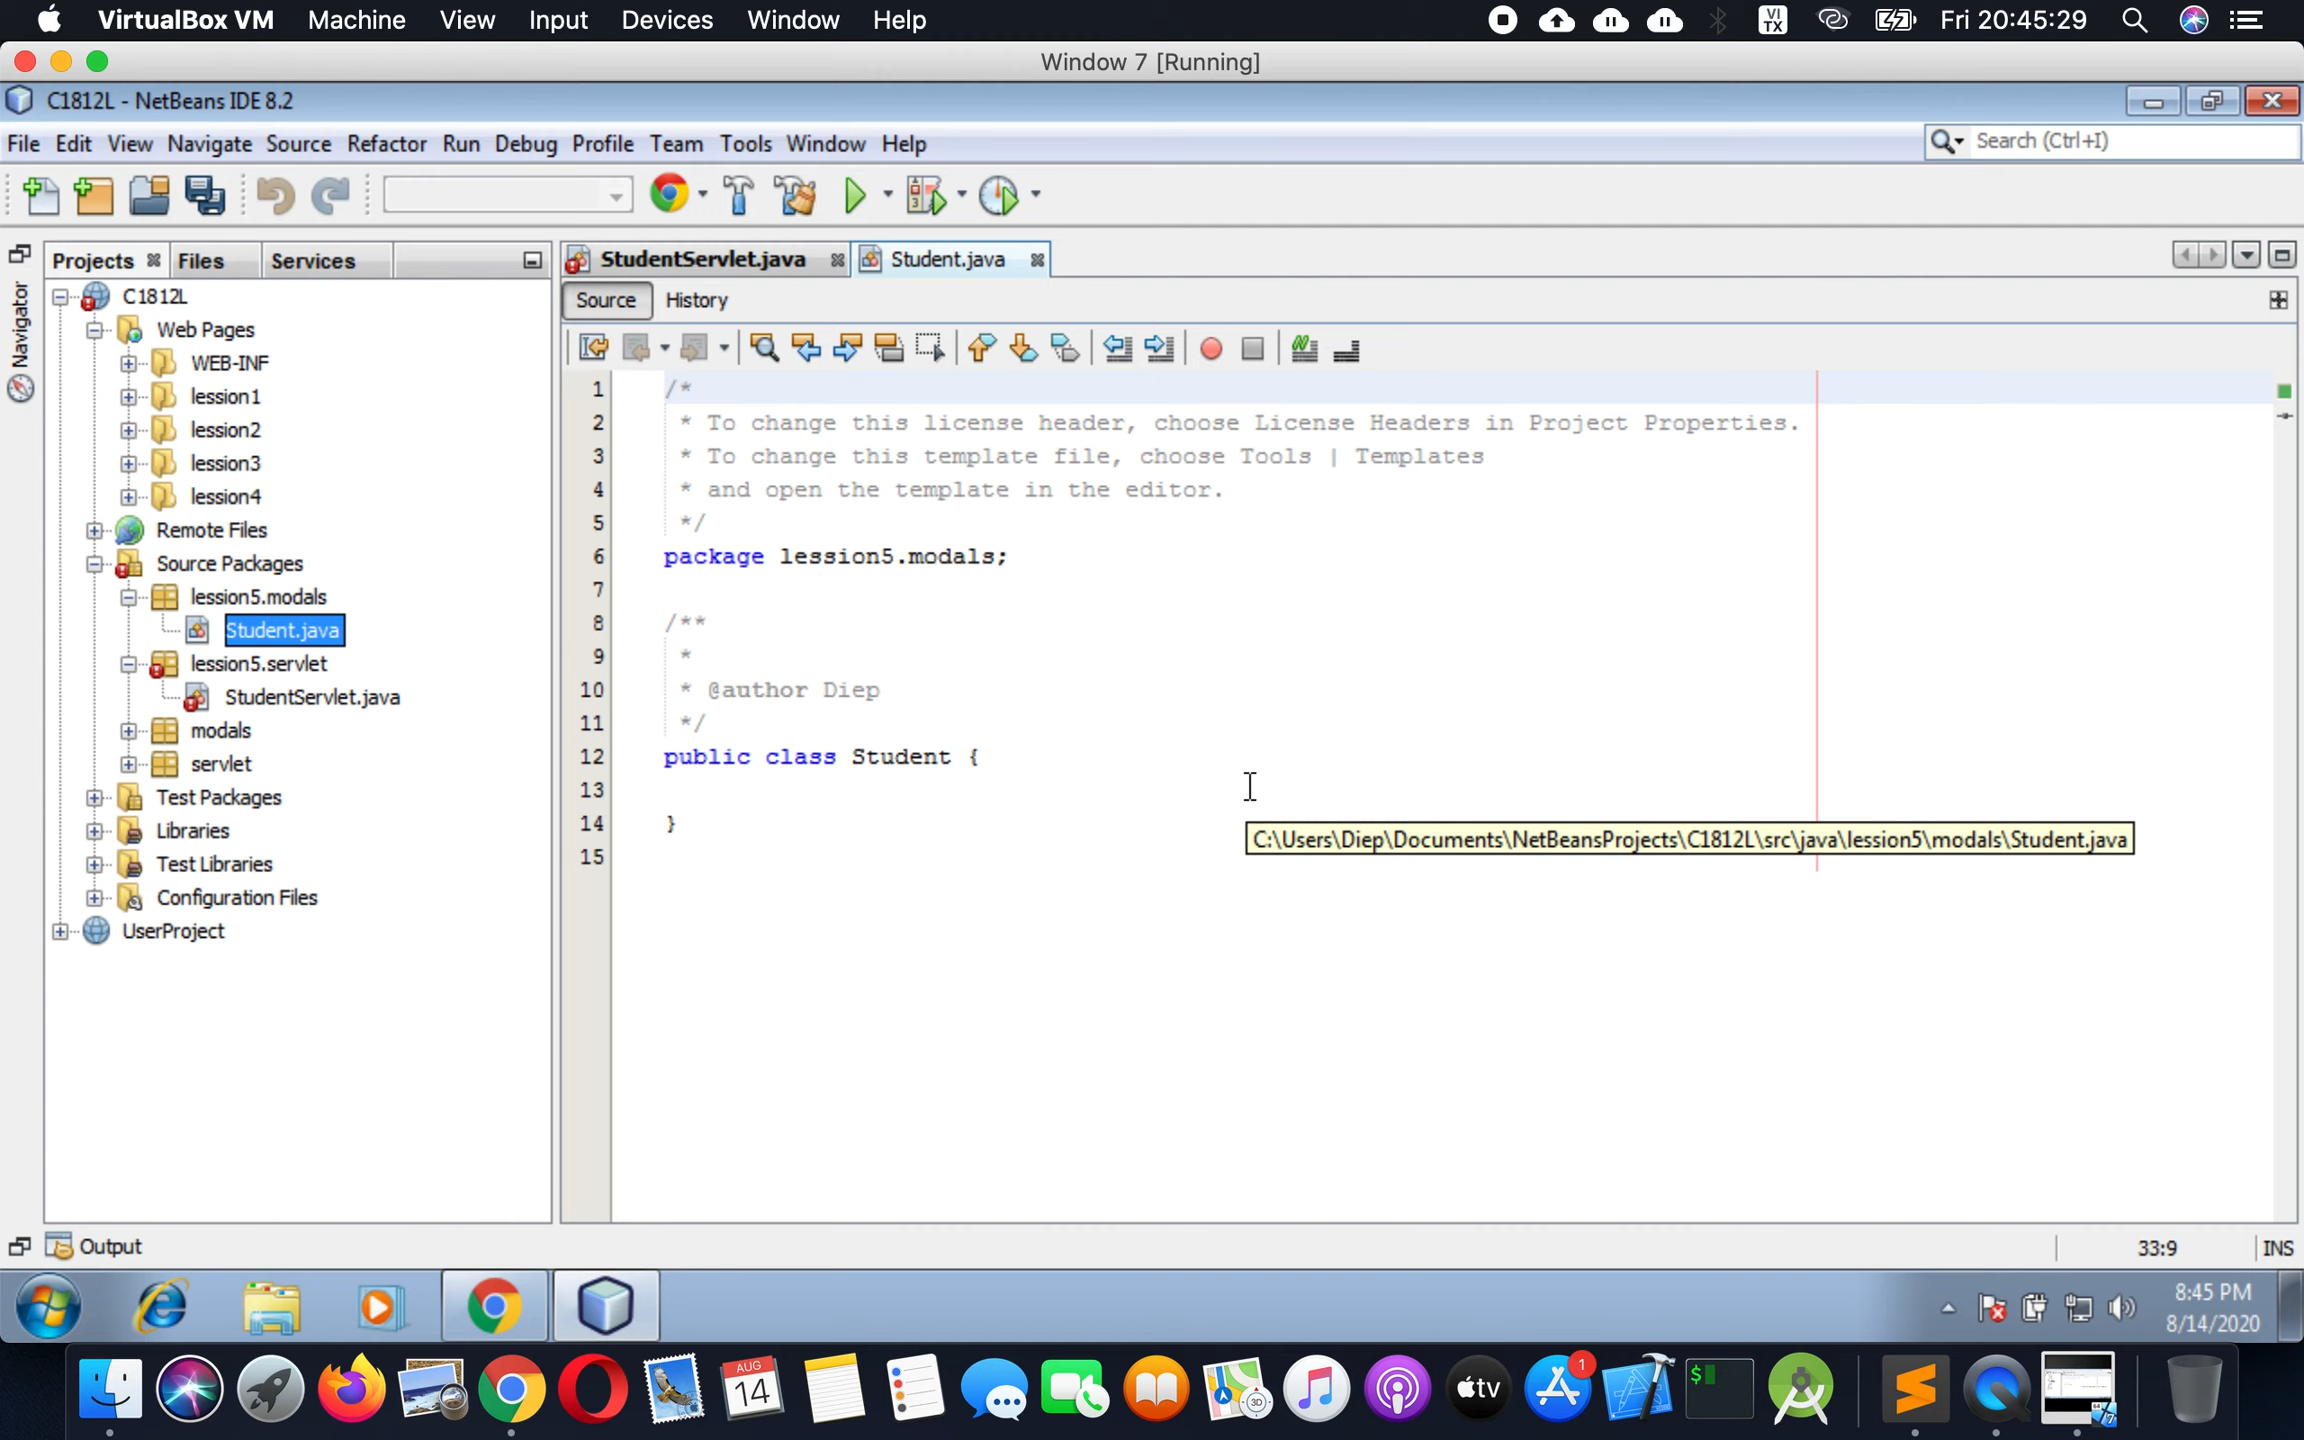 VirtualBox VM Machine View Input Devices Window Help VI TX Fri 20:45:29
Window 7 [Running]
C1812L - NetBeans IDE 8.2
File Edit View Navigate Source Refactor Run Debug Profile Team Tools Window Help Search (Ctrl+I)
Projects Files Services
StudentServlet.java Student.java
Source History
Navigator
C1812L
Web Pages
WEB-INF
lession1
lession2
lession3
lession4
Remote Files
Source Packages
lession5.modals
Student.java
lession5.servlet
StudentServlet.java
modals
servlet
Test Packages
Libraries
Test Libraries
Configuration Files
UserProject
1 /*
2 * To change this license header, choose License Headers in Project Properties.
3 * To change this template file, choose Tools | Templates
4 * and open the template in the editor.
5 */
6 package lession5.modals;
7
8 /**
9 *
10 * @author Diep
11 */
12 public class Student {
13
14 }
15
C:\Users\Diep\Documents\NetBeansProjects\C1812L\src\java\lession5\modals\Student.java
Output 33:9 INS
8:45 PM
8/14/2020
AUG
14
3D
tv
1
$